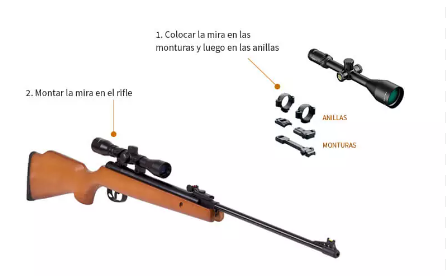 1. Colocar la mira en las
monturas y luego en las anillas
2. Montar la mira en el rifle
ANILLAS
MONTURAS